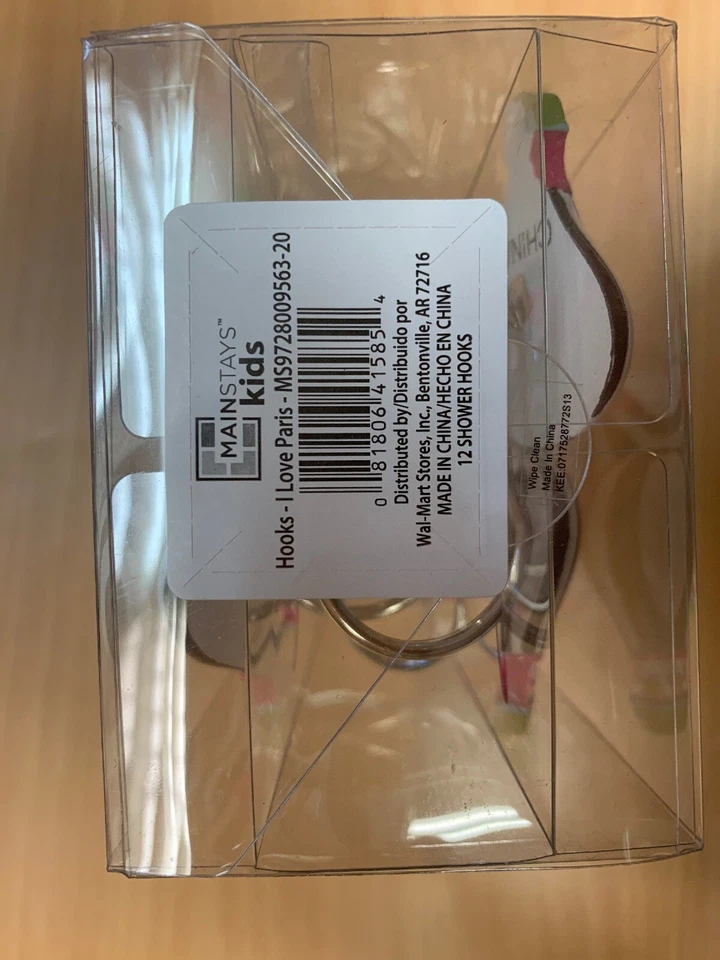 MAINSTAYS™
kids
Hooks - I Love Paris - MS9728009563-20
0 81806 41585 4
Distributed by/Distribuido por
Wal-Mart Stores, Inc., Bentonville, AR 72716
MADE IN CHINA/HECHO EN CHINA
12 SHOWER HOOKS
Wipe Clean
Made In China
KEE.0717528772S13